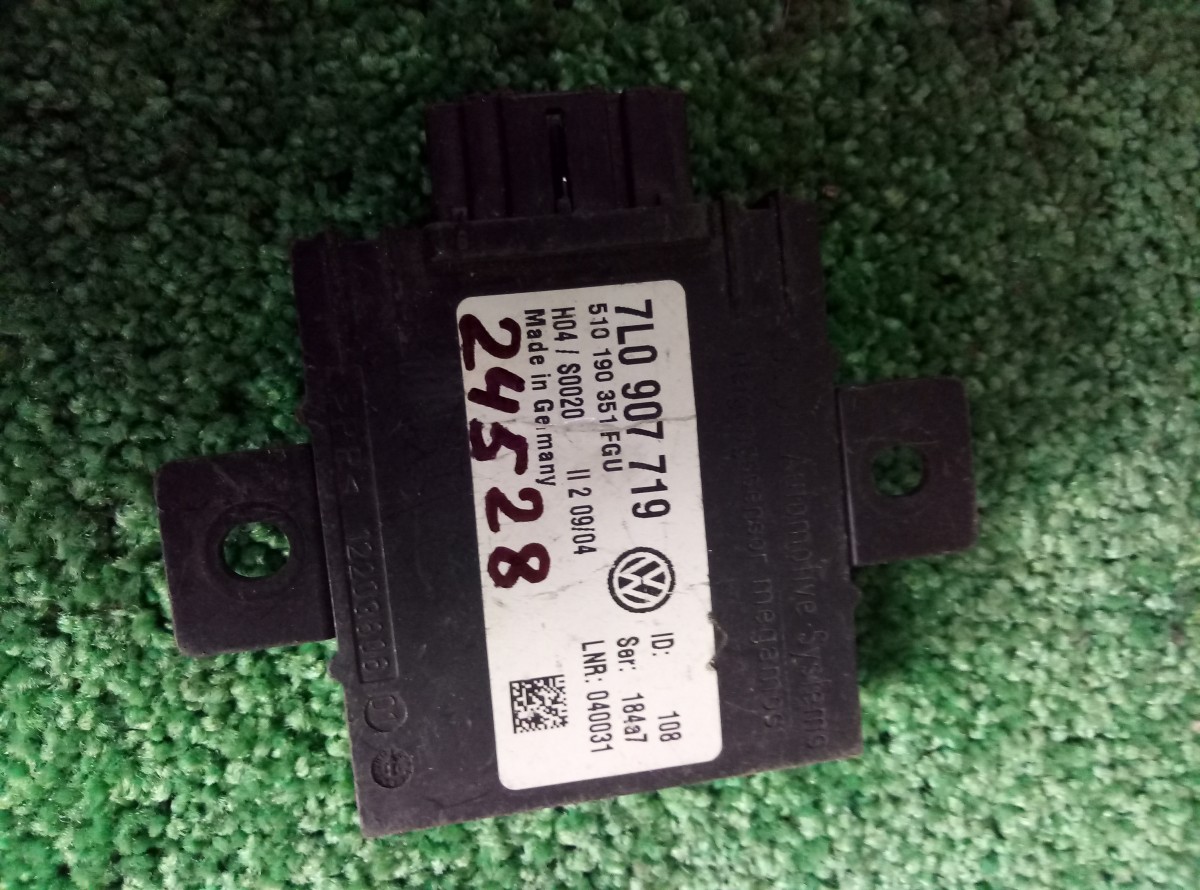 7L0 907 719
510 190 351 FGU
H04 / S0020 II 2 09/04
Made in Germany
24528
ID: 108
Ser: 184a7
LNR: 040031
Automotive Systems
megamos